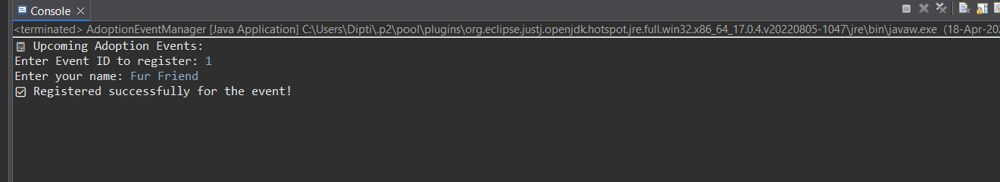 Console
<terminated> AdoptionEventManager [Java Application] C:\Users\Dipti\.p2\pool\plugins\org.eclipse.justj.openjdk.hotspot.jre.full.win32.x86_64_17.0.4.v20220805-1047\jre\bin\javaw.exe (18-Apr-202
📋 Upcoming Adoption Events:
Enter Event ID to register: 1
Enter your name: Fur Friend
☑ Registered successfully for the event!